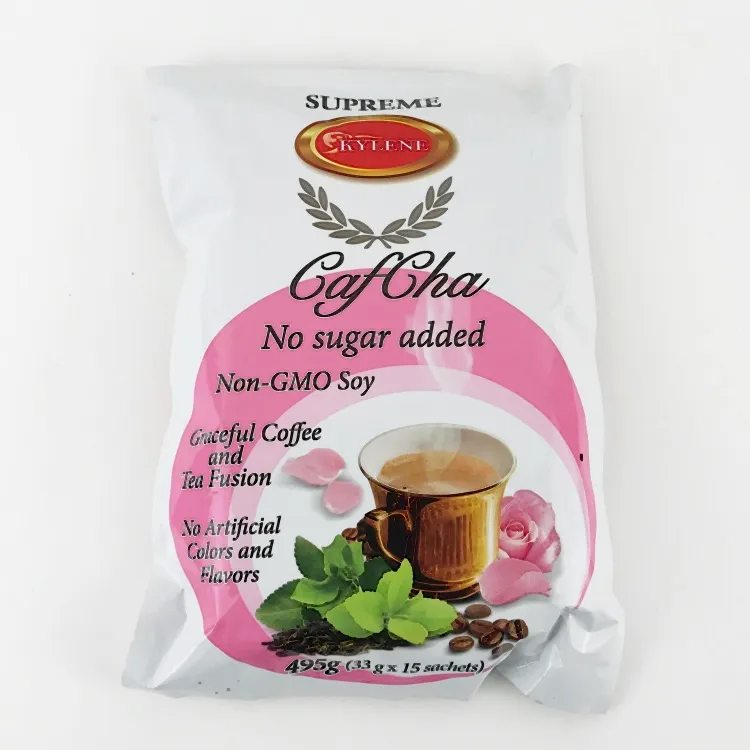 SUPREME
KYLENE
CafCha
No sugar added
Non-GMO Soy
Graceful Coffee
and
Tea Fusion
No Artificial
Colors and
Flavors
495g (33 g x 15 sachets)